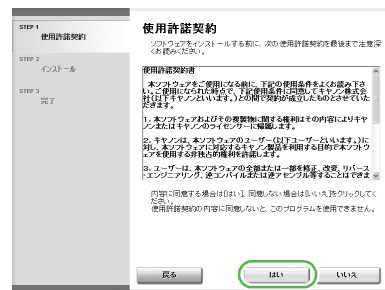 STEP 1
使用許諾契約
STEP 2
インストール
STEP 3
完了
使用許諾契約
ソフトウェアをインストールする前に、次の使用許諾契約を最後まで注意深
くお読みください。
使用許諾契約書
本ソフトウェアをご使用になる前に、下記の使用条件をよくお読み下さ
い。ご使用になられた時点で、下記使用条件に同意してキヤノン株式会
社(以下キヤノンといいます。)との間で契約が成立したものとさせていた
だきます。
1. 本ソフトウェアおよびその複製物に関する権利はその内容によりキヤ
ノンまたはキヤノンのライセンサーに帰属します。
2. キヤノンは、本ソフトウェアのユーザー(以下ユーザーといいます。)に
対し、本ソフトウェアに対応するキヤノン製品を利用する目的で本ソフトウ
ェアを使用する非独占的権利を許諾します。
3. ユーザーは、本ソフトウェアの全部または一部を修正、改変、リバース
・エンジニアリング、逆コンパイルまたは逆アセンブル等することはできま
内容に同意する場合は[はい]、同意しない場合は[いいえ]をクリックしてく
ださい。
使用許諾契約の内容に同意しないと、このプログラムを使用できません。
戻る
はい
いいえ